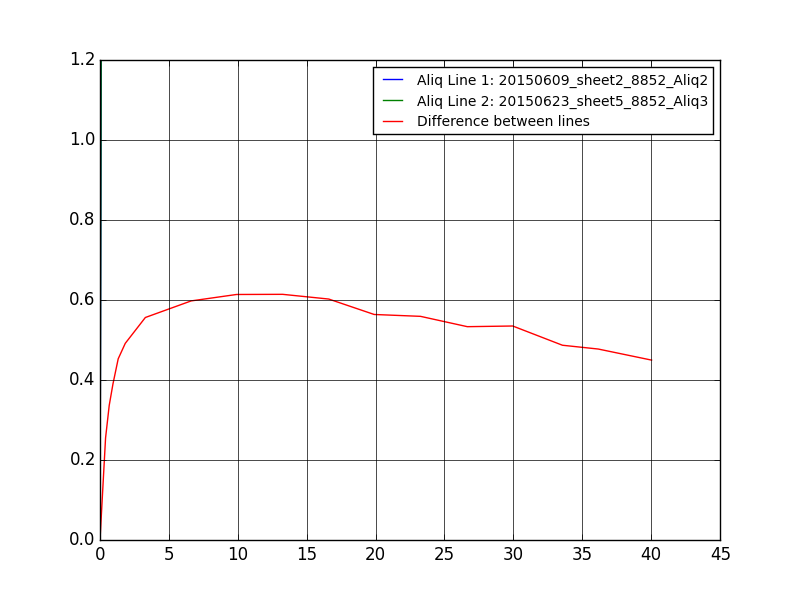 1.2
1.0
0.8
0.6
0.4
0.2
0.0
Aliq Line 1: 20150609_sheet2_8852_Aliq2
Aliq Line 2: 20150623_sheet5_8852_Aliq3
Difference between lines
0 5 10 15 20 25 30 35 40 45